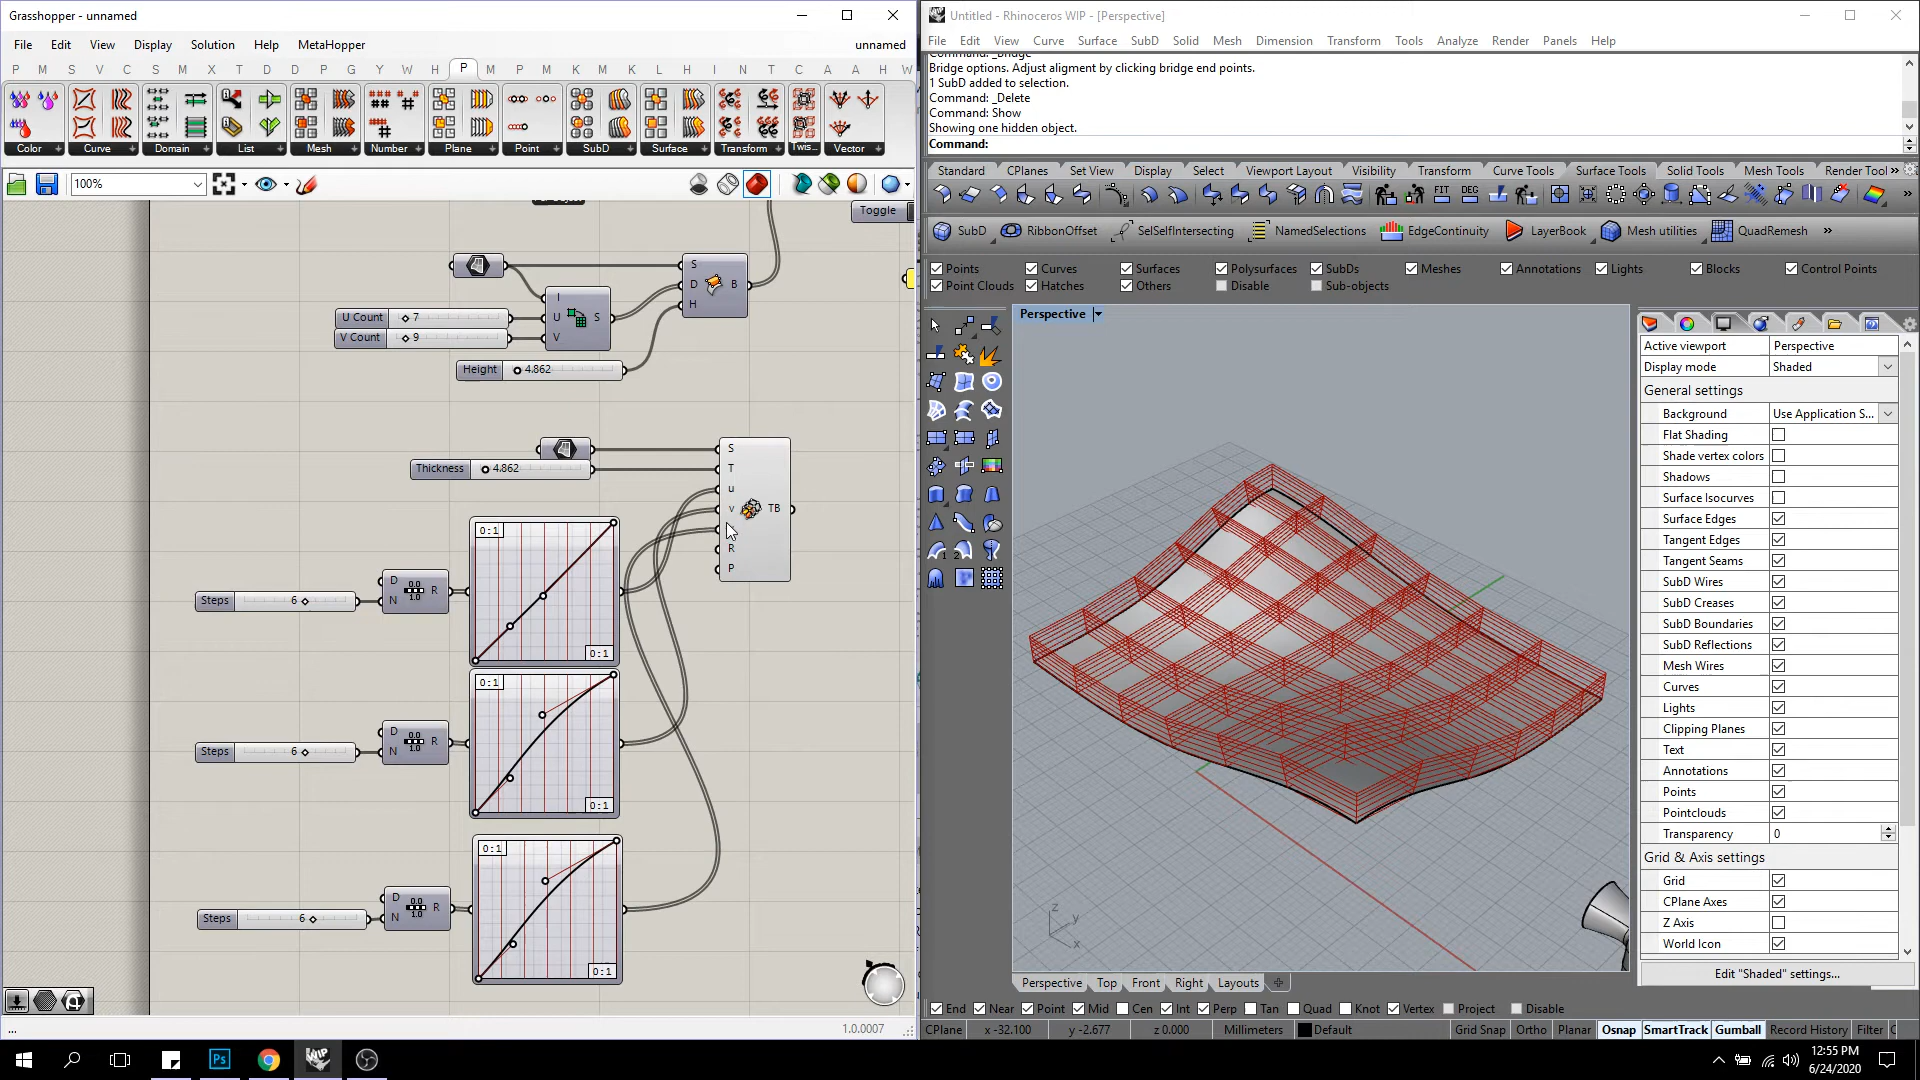 Grasshopper - unnamed
File Edit View Display Solution Help MetaHopper unnamed
P M S V C S M X T D D P G Y W H P M P M S K M K L H I N T C A A H W
Color Curve Domain List Mesh Number Plane Point SubD Surface Transform Twis... Vector
100%
Toggle
S
D B
H
I
U S
V
U Count 7
V Count 9
Height 4.862
Thickness 4.862
S
T
u
v TB
R
P
0:1
0:1
Steps 6
D
N R
0:1
0:1
Steps 6
D
N R
0:1
0:1
Steps 6
D
N R
...
1.0.0007
Untitled - Rhinoceros WIP - [Perspective]
File Edit View Curve Surface SubD Solid Mesh Dimension Transform Tools Analyze Render Panels Help
Command: _Bridge
Bridge options. Adjust aligment by clicking bridge end points.
1 SubD added to selection.
Command: _Delete
Command: Show
Showing one hidden object.
Command:
Standard CPlanes Set View Display Select Viewport Layout Visibility Transform Curve Tools Surface Tools Solid Tools Mesh Tools Render Tool »
SubD RibbonOffset SelSelfIntersecting NamedSelections EdgeContinuity LayerBook Mesh utilities QuadRemesh »
Points Curves Surfaces Polysurfaces SubDs Meshes Annotations Lights Blocks Control Points
Point Clouds Hatches Others Disable Sub-objects
Perspective
z
y
x
Perspective Top Front Right Layouts
Active viewport Perspective
Display mode Shaded
General settings
Background Use Application S...
Flat Shading
Shade vertex colors
Shadows
Surface Isocurves
Surface Edges
Tangent Edges
Tangent Seams
SubD Wires
SubD Creases
SubD Boundaries
SubD Reflections
Mesh Wires
Curves
Lights
Clipping Planes
Text
Annotations
Points
Pointclouds
Transparency 0
Grid & Axis settings
Grid
CPlane Axes
Z Axis
World Icon
Edit "Shaded" settings...
End Near Point Mid Cen Int Perp Tan Quad Knot Vertex Project Disable
CPlane x -32.100 y -2.677 z 0.000 Millimeters Default Grid Snap Ortho Planar Osnap SmartTrack Gumball Record History Filter C
12:55 PM
6/24/2020